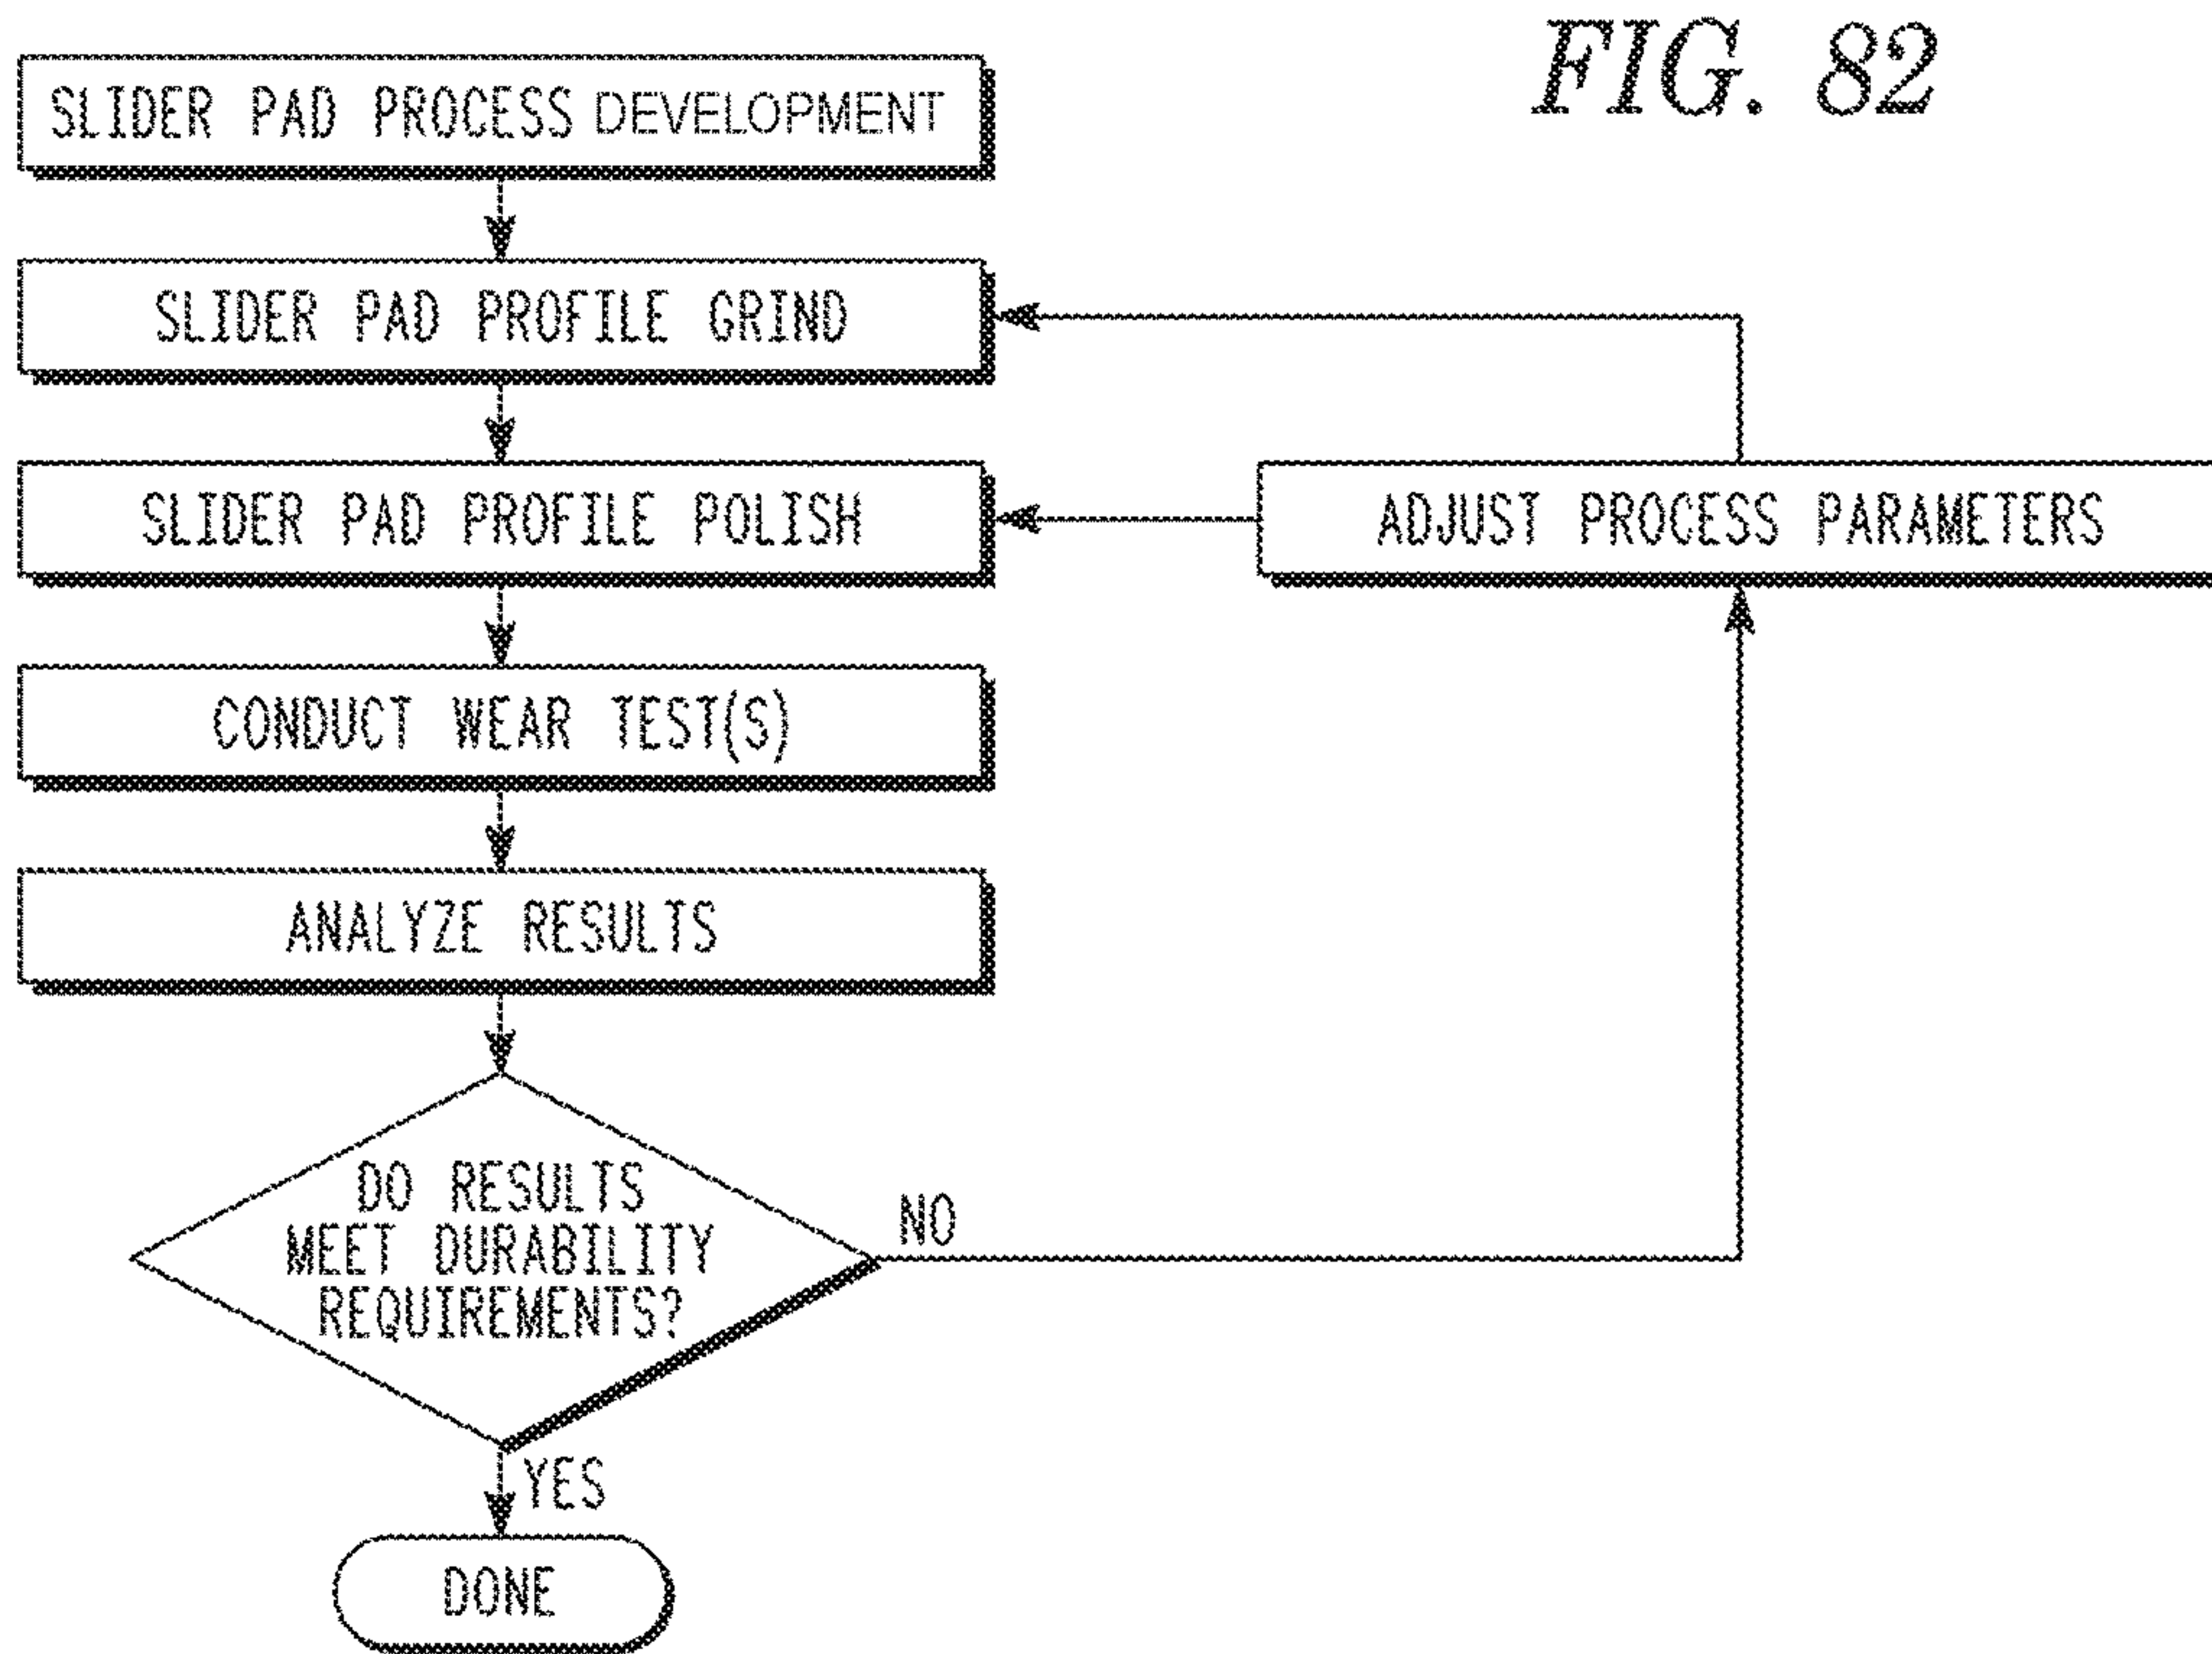 FIG. 82
SLIDER PAD PROCESS DEVELOPMENT
SLIDER PAD PROFILE GRIND
SLIDER PAD PROFILE POLISH
ADJUST PROCESS PARAMETERS
CONDUCT WEAR TEST(S)
ANALYZE RESULTS
DO RESULTS
MEET DURABILITY
REQUIREMENTS?
NO
YES
DONE